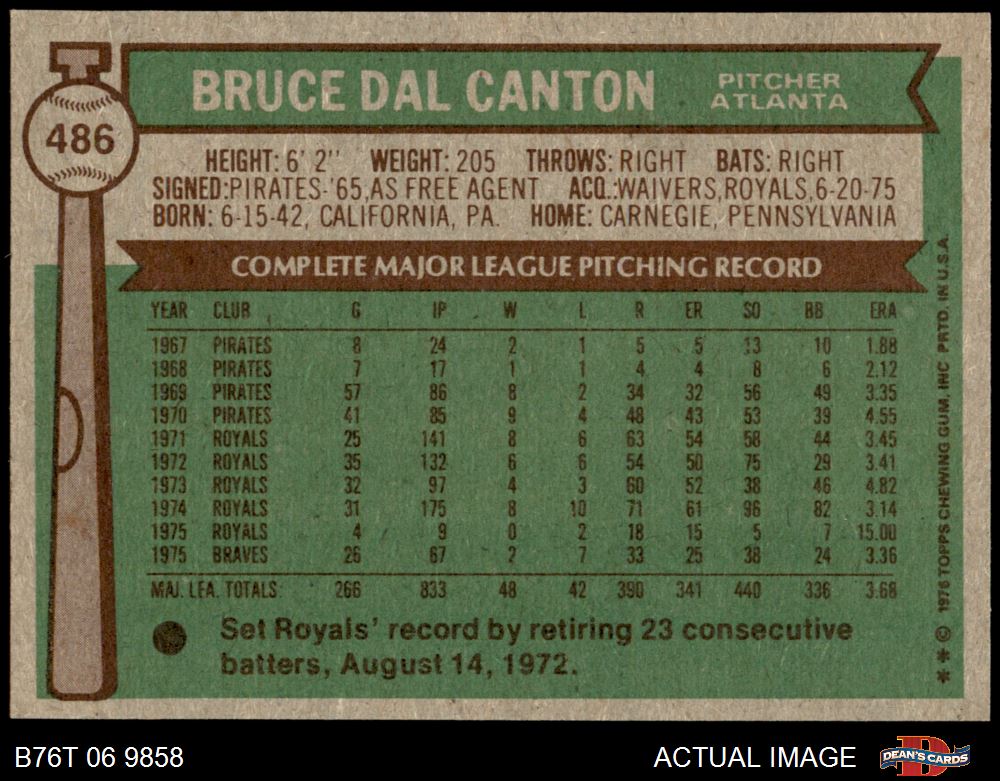 BRUCE DAL CANTON PITCHER ATLANTA
486
HEIGHT: 6' 2" WEIGHT: 205 THROWS: RIGHT BATS: RIGHT
SIGNED:PIRATES-'65,AS FREE AGENT ACQ.:WAIVERS,ROYALS,6-20-75
BORN: 6-15-42, CALIFORNIA, PA. HOME: CARNEGIE, PENNSYLVANIA
COMPLETE MAJOR LEAGUE PITCHING RECORD
YEAR CLUB G IP W L R ER SO BB ERA
1967 PIRATES 8 24 2 1 5 5 13 10 1.88
1968 PIRATES 7 17 1 1 4 4 8 6 2.12
1969 PIRATES 57 86 8 2 34 32 56 49 3.35
1970 PIRATES 41 85 9 4 48 43 53 39 4.55
1971 ROYALS 25 141 8 6 63 54 58 44 3.45
1972 ROYALS 35 132 6 6 54 50 75 29 3.41
1973 ROYALS 32 97 4 3 60 52 38 46 4.82
1974 ROYALS 31 175 8 10 71 61 96 82 3.14
1975 ROYALS 4 9 0 2 18 15 5 7 15.00
1975 BRAVES 26 67 2 7 33 25 38 24 3.36
MAJ. LEA. TOTALS: 266 833 48 42 390 341 440 336 3.68
Set Royals' record by retiring 23 consecutive
batters, August 14, 1972.
** © 1976 TOPPS CHEWING GUM, INC PRTD. IN U.S.A.
B76T 06 9858 ACTUAL IMAGE DEAN'S CARDS